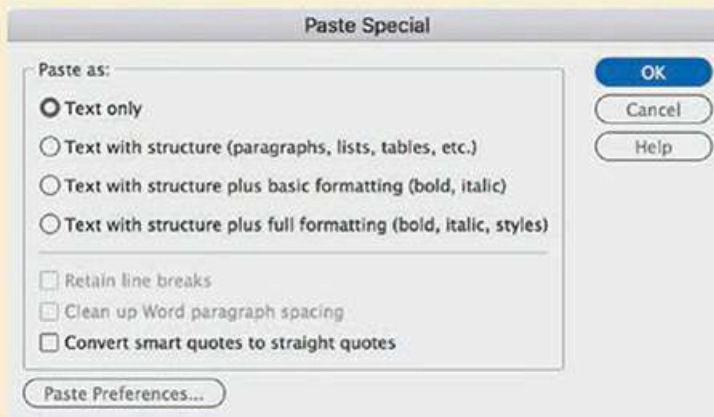 Paste Special
Paste as:
Text only
Text with structure (paragraphs, lists, tables, etc.)
Text with structure plus basic formatting (bold, italic)
Text with structure plus full formatting (bold, italic, styles)
Retain line breaks
Clean up Word paragraph spacing
Convert smart quotes to straight quotes
Paste Preferences...
OK
Cancel
Help